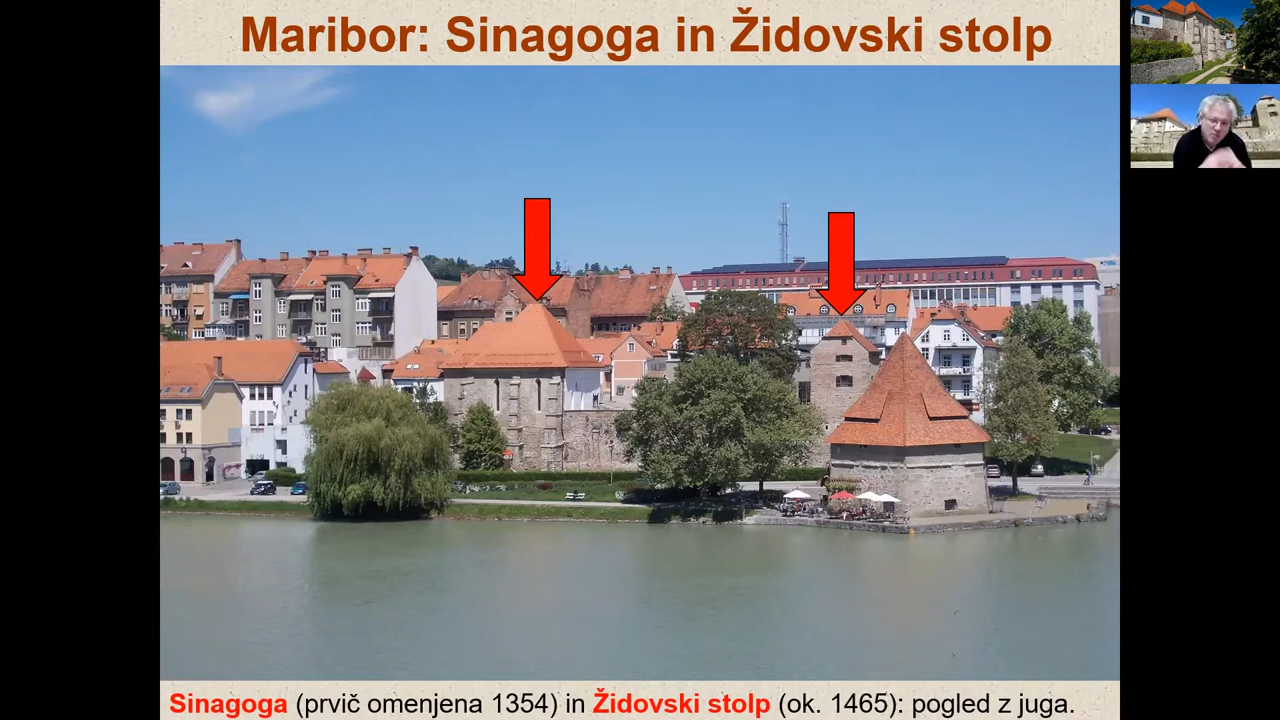 Maribor: Sinagoga in Židovski stolp
Sinagoga (prvič omenjena 1354) in Židovski stolp (ok. 1465): pogled z juga.